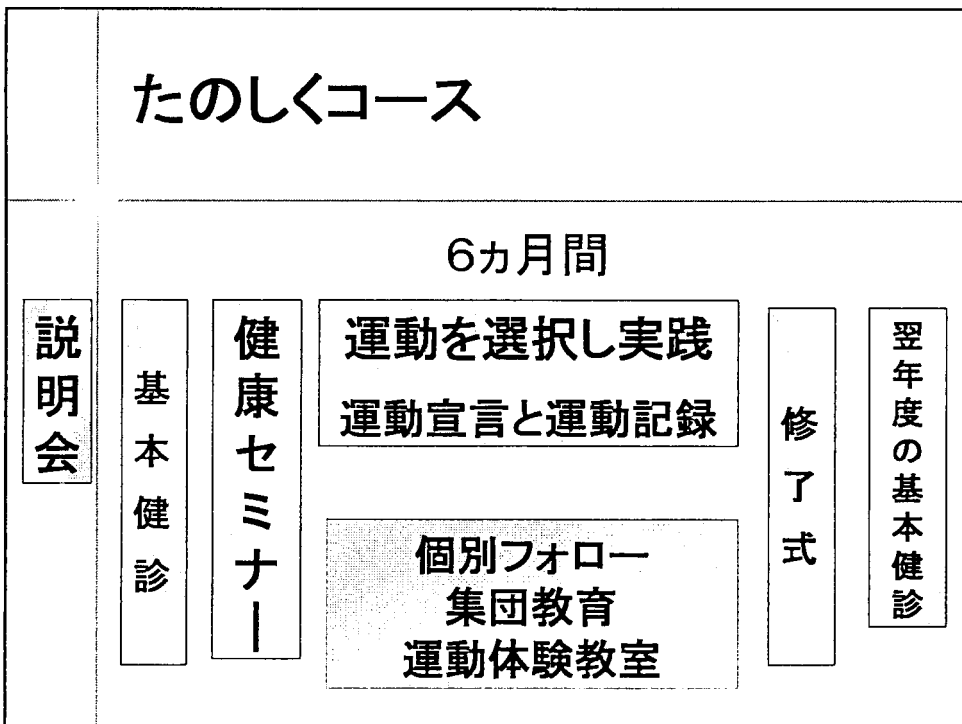 たのしくコース
6ヵ月間
説明会
基本健診
健康セミナー
運動を選択し実践
運動宣言と運動記録
個別フォロー
集団教育
運動体験教室
修了式
翌年度の基本健診